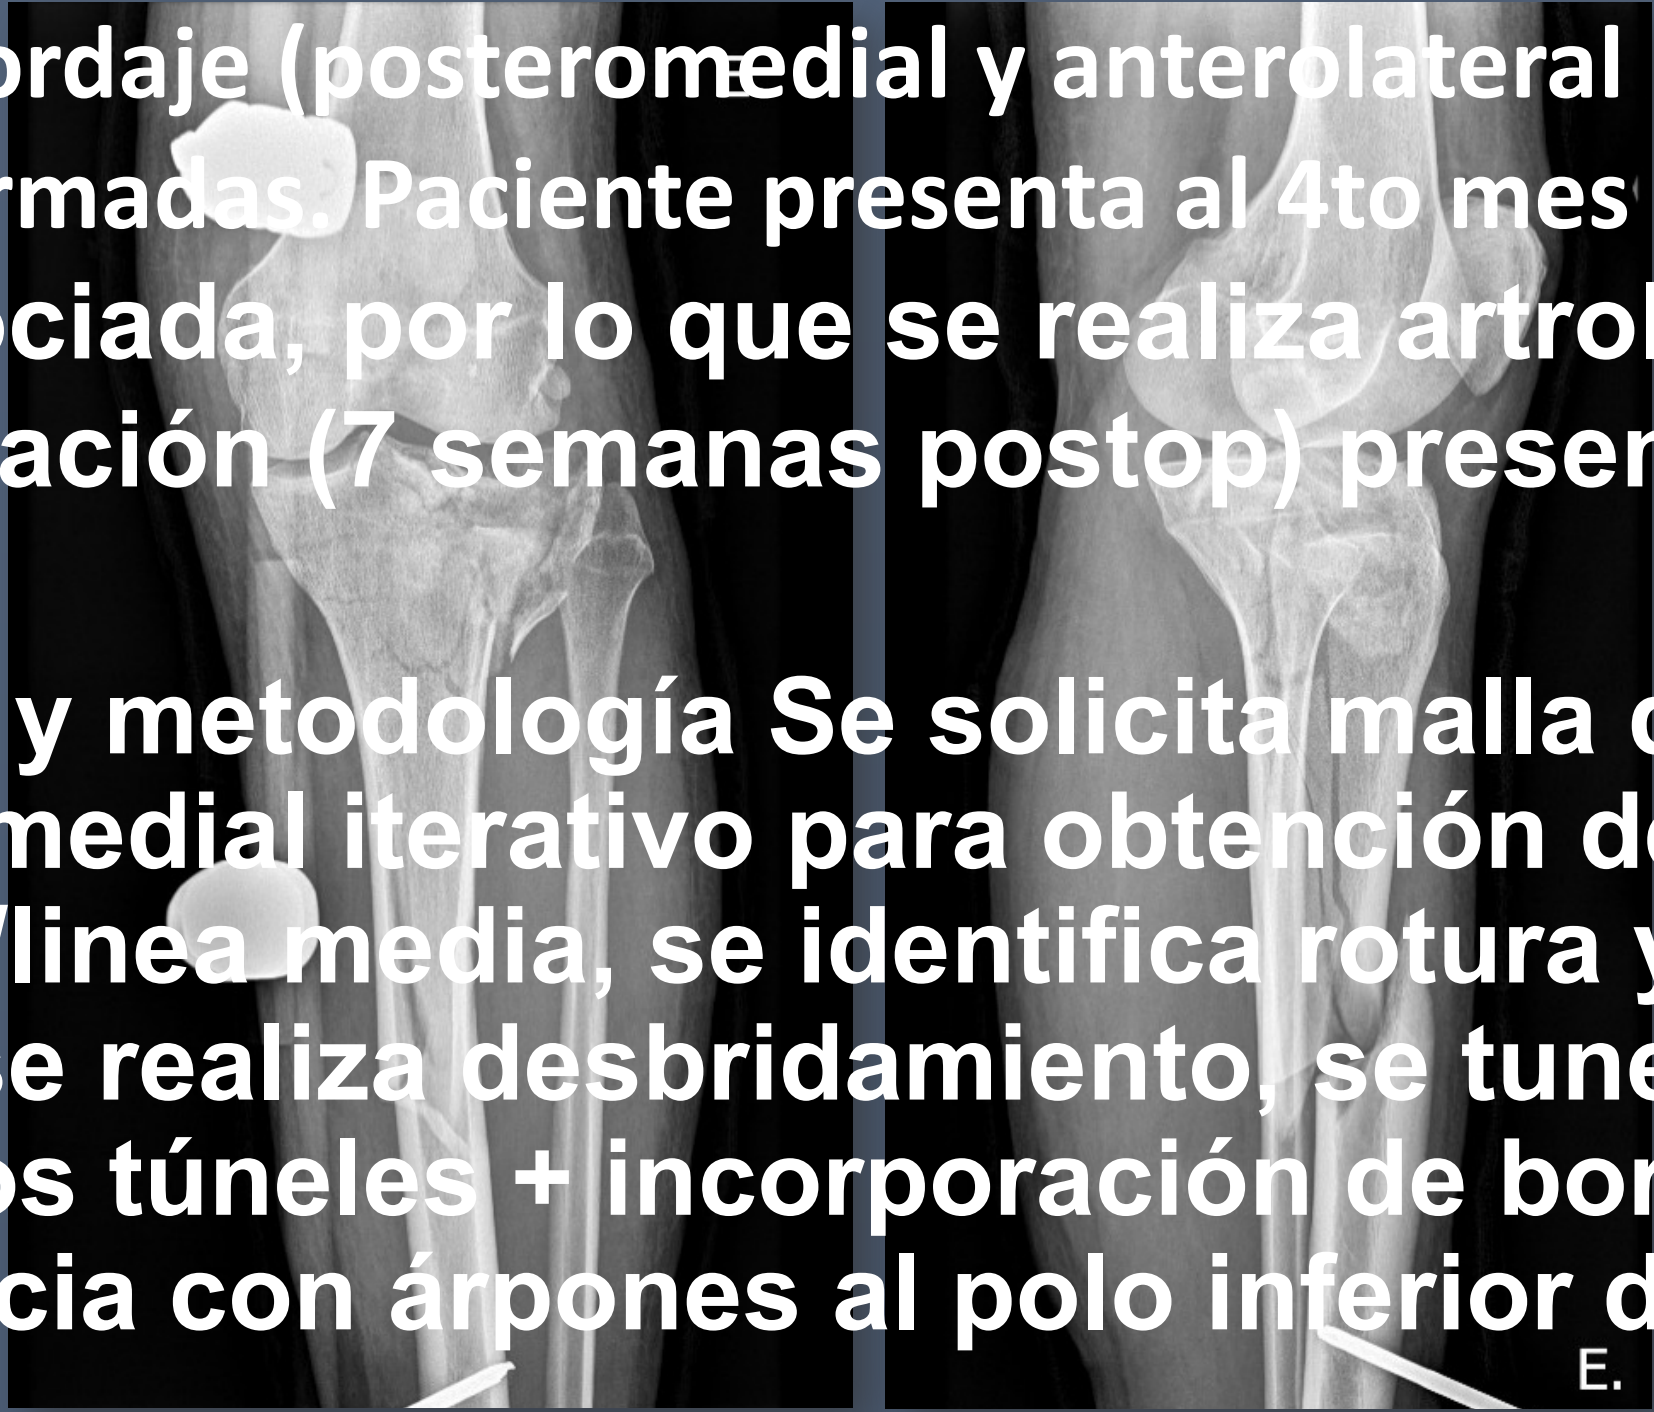 ordaje (posteromedial y anterolateral
E
rmadas. Paciente presenta al 4to mes
ociada, por lo que se realiza artrol
ación (7 semanas postop) presen
y metodología Se solicita malla
medial iterativo para obtención de
/linea media, se identifica rotura y
se realiza desbridamiento, se tune
os túneles + incorporación de bor
cia con árpones al polo inferior d
E.